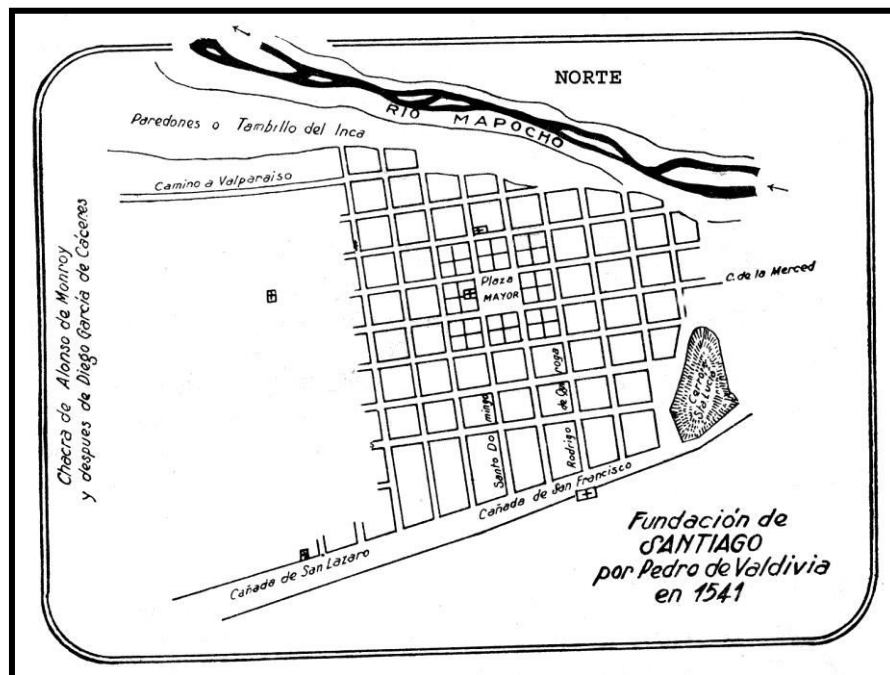 NORTE
RIO MAPOCHO
Paredones o Tambillo del Inca
Camino a Valparaiso
Plaza
MAYOR
C. de la Merced
Cerro de
Sta Lucia
Chacra de Alonso de Monroy
y despues de Diego Garcia de Cáceres
Santo Domingo
Rodrigo de Quiroga
Cañada de San Francisco
Cañada de San Lazaro
Fundación de
SANTIAGO
por Pedro de Valdivia
en 1541